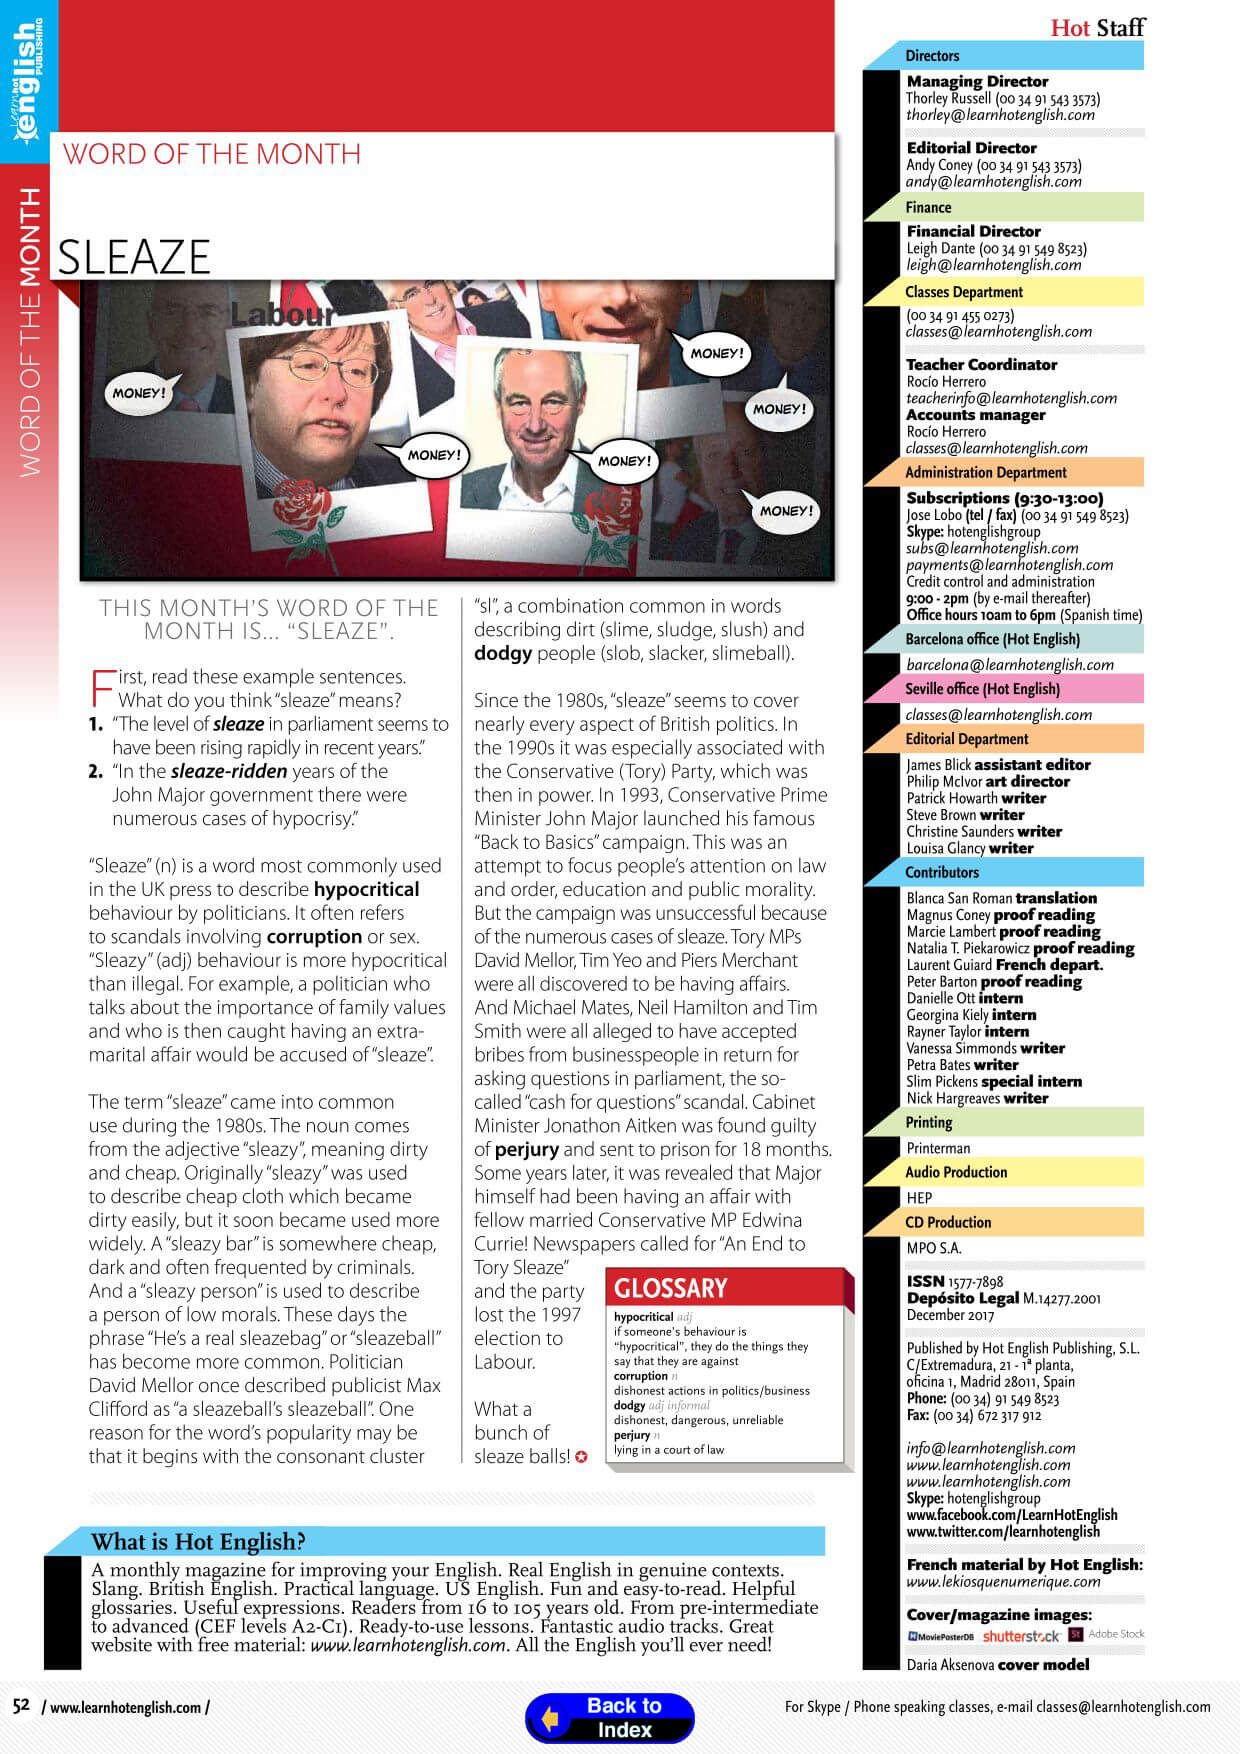 Learn hot
english
PUBLISHING
WORD OF THE MONTH
WORD OF THE MONTH
SLEAZE
Labour
MONEY!
MONEY!
MONEY!
MONEY!
MONEY!
MONEY!
THIS MONTH'S WORD OF THE
MONTH IS... “SLEAZE”.
First, read these example sentences.
What do you think “sleaze” means?
1. “The level of sleaze in parliament seems to
have been rising rapidly in recent years.”
2. “In the sleaze-ridden years of the
John Major government there were
numerous cases of hypocrisy.”
“Sleaze” (n) is a word most commonly used
in the UK press to describe hypocritical
behaviour by politicians. It often refers
to scandals involving corruption or sex.
“Sleazy” (adj) behaviour is more hypocritical
than illegal. For example, a politician who
talks about the importance of family values
and who is then caught having an extra-
marital affair would be accused of “sleaze”.
The term “sleaze” came into common
use during the 1980s. The noun comes
from the adjective “sleazy”, meaning dirty
and cheap. Originally “sleazy” was used
to describe cheap cloth which became
dirty easily, but it soon became used more
widely. A “sleazy bar” is somewhere cheap,
dark and often frequented by criminals.
And a “sleazy person” is used to describe
a person of low morals. These days the
phrase “He's a real sleazebag” or “sleazeball”
has become more common. Politician
David Mellor once described publicist Max
Clifford as “a sleazeball's sleazeball”. One
reason for the word's popularity may be
that it begins with the consonant cluster
“sl”, a combination common in words
describing dirt (slime, sludge, slush) and
dodgy people (slob, slacker, slimeball).
Since the 1980s, “sleaze” seems to cover
nearly every aspect of British politics. In
the 1990s it was especially associated with
the Conservative (Tory) Party, which was
then in power. In 1993, Conservative Prime
Minister John Major launched his famous
“Back to Basics” campaign. This was an
attempt to focus people's attention on law
and order, education and public morality.
But the campaign was unsuccessful because
of the numerous cases of sleaze. Tory MPs
David Mellor, Tim Yeo and Piers Merchant
were all discovered to be having affairs.
And Michael Mates, Neil Hamilton and Tim
Smith were all alleged to have accepted
bribes from businesspeople in return for
asking questions in parliament, the so-
called “cash for questions” scandal. Cabinet
Minister Jonathon Aitken was found guilty
of perjury and sent to prison for 18 months.
Some years later, it was revealed that Major
himself had been having an affair with
fellow married Conservative MP Edwina
Currie! Newspapers called for “An End to
Tory Sleaze”
and the party
lost the 1997
election to
Labour.
What a
bunch of
sleaze balls!
GLOSSARY
hypocritical adj
if someone's behaviour is
“hypocritical”, they do the things they
say that they are against
corruption n
dishonest actions in politics/business
dodgy adj informal
dishonest, dangerous, unreliable
perjury n
lying in a court of law
What is Hot English?
A monthly magazine for improving your English. Real English in genuine contexts.
Slang. British English. Practical language. US English. Fun and easy-to-read. Helpful
glossaries. Useful expressions. Readers from 16 to 105 years old. From pre-intermediate
to advanced (CEF levels A2-C1). Ready-to-use lessons. Fantastic audio tracks. Great
website with free material: www.learnhotenglish.com. All the English you'll ever need!
Hot Staff
Directors
Managing Director
Thorley Russell (00 34 91 543 3573)
thorley@learnhotenglish.com
Editorial Director
Andy Coney (00 34 91 543 3573)
andy@learnhotenglish.com
Finance
Financial Director
Leigh Dante (00 34 91 549 8523)
leigh@learnhotenglish.com
Classes Department
(00 34 91 455 0273)
classes@learnhotenglish.com
Teacher Coordinator
Rocío Herrero
teacherinfo@learnhotenglish.com
Accounts manager
Rocío Herrero
classes@learnhotenglish.com
Administration Department
Subscriptions (9:30-13:00)
Jose Lobo (tel / fax) (00 34 91 549 8523)
Skype: hotenglishgroup
subs@learnhotenglish.com
payments@learnhotenglish.com
Credit control and administration
9:00 - 2pm (by e-mail thereafter)
Office hours 10am to 6pm (Spanish time)
Barcelona office (Hot English)
barcelona@learnhotenglish.com
Seville office (Hot English)
classes@learnhotenglish.com
Editorial Department
James Blick assistant editor
Philip McIvor art director
Patrick Howarth writer
Steve Brown writer
Christine Saunders writer
Louisa Glancy writer
Contributors
Blanca San Roman translation
Magnus Coney proof reading
Marcie Lambert proof reading
Natalia T. Piekarowicz proof reading
Laurent Guiard French depart.
Peter Barton proof reading
Danielle Ott intern
Georgina Kiely intern
Rayner Taylor intern
Vanessa Simmonds writer
Petra Bates writer
Slim Pickens special intern
Nick Hargreaves writer
Printing
Printerman
Audio Production
HEP
CD Production
MPO S.A.
ISSN 1577-7898
Depósito Legal M.14277.2001
December 2017
Published by Hot English Publishing, S.L.
C/Extremadura, 21 - 1ª planta,
oficina 1, Madrid 28011, Spain
Phone: (00 34) 91 549 8523
Fax: (00 34) 672 317 912
info@learnhotenglish.com
www.learnhotenglish.com
www.learnhotenglish.com
Skype: hotenglishgroup
www.facebook.com/LearnHotEnglish
www.twitter.com/learnhotenglish
French material by Hot English:
www.lekiosquenumerique.com
Cover/magazine images:
MoviePosterDB shutterstock St Adobe Stock
Daria Aksenova cover model
52 / www.learnhotenglish.com /
Back to
Index
For Skype / Phone speaking classes, e-mail classes@learnhotenglish.com